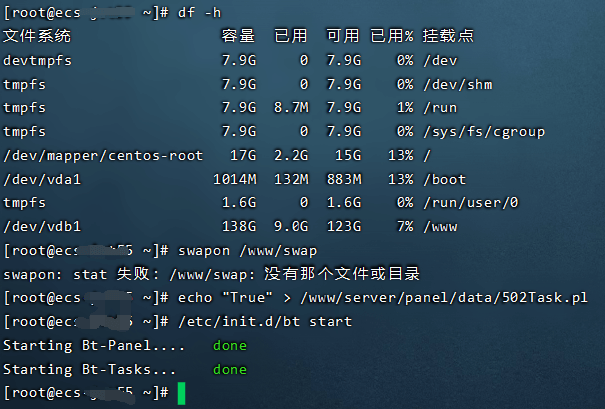 [root@ecs- ~]# df -h
文件系统 容量 已用 可用 已用% 挂载点
devtmpfs 7.9G 0 7.9G 0% /dev
tmpfs 7.9G 0 7.9G 0% /dev/shm
tmpfs 7.9G 8.7M 7.9G 1% /run
tmpfs 7.9G 0 7.9G 0% /sys/fs/cgroup
/dev/mapper/centos-root 17G 2.2G 15G 13% /
/dev/vda1 1014M 132M 883M 13% /boot
tmpfs 1.6G 0 1.6G 0% /run/user/0
/dev/vdb1 138G 9.0G 123G 7% /www
[root@ecs- ~]# swapon /www/swap
swapon: stat 失败: /www/swap: 没有那个文件或目录
[root@ecs- ~]# echo "True" > /www/server/panel/data/502Task.pl
[root@ecs- ~]# /etc/init.d/bt start
Starting Bt-Panel.... done
Starting Bt-Tasks... done
[root@ecs- ~]#